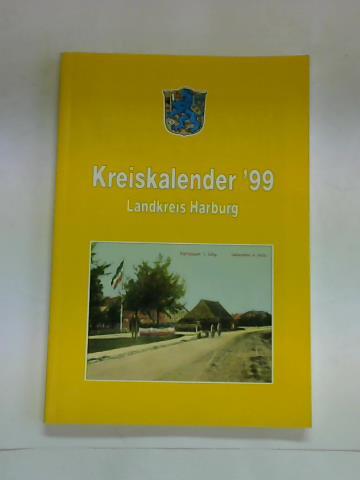 Kreiskalender '99
Landkreis Harburg